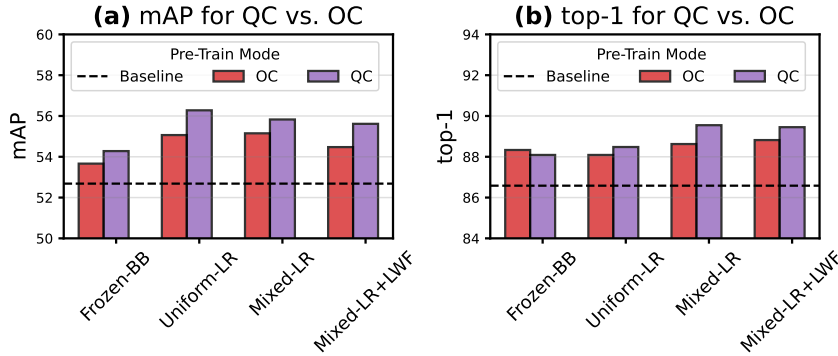 (a) mAP for QC vs. OC
mAP
60
58
56
54
52
50
Pre-Train Mode
Baseline OC QC
Frozen-BB
Uniform-LR
Mixed-LR
Mixed-LR+LWF
(b) top-1 for QC vs. OC
top-1
94
92
90
88
86
84
Pre-Train Mode
Baseline OC QC
Frozen-BB
Uniform-LR
Mixed-LR
Mixed-LR+LWF